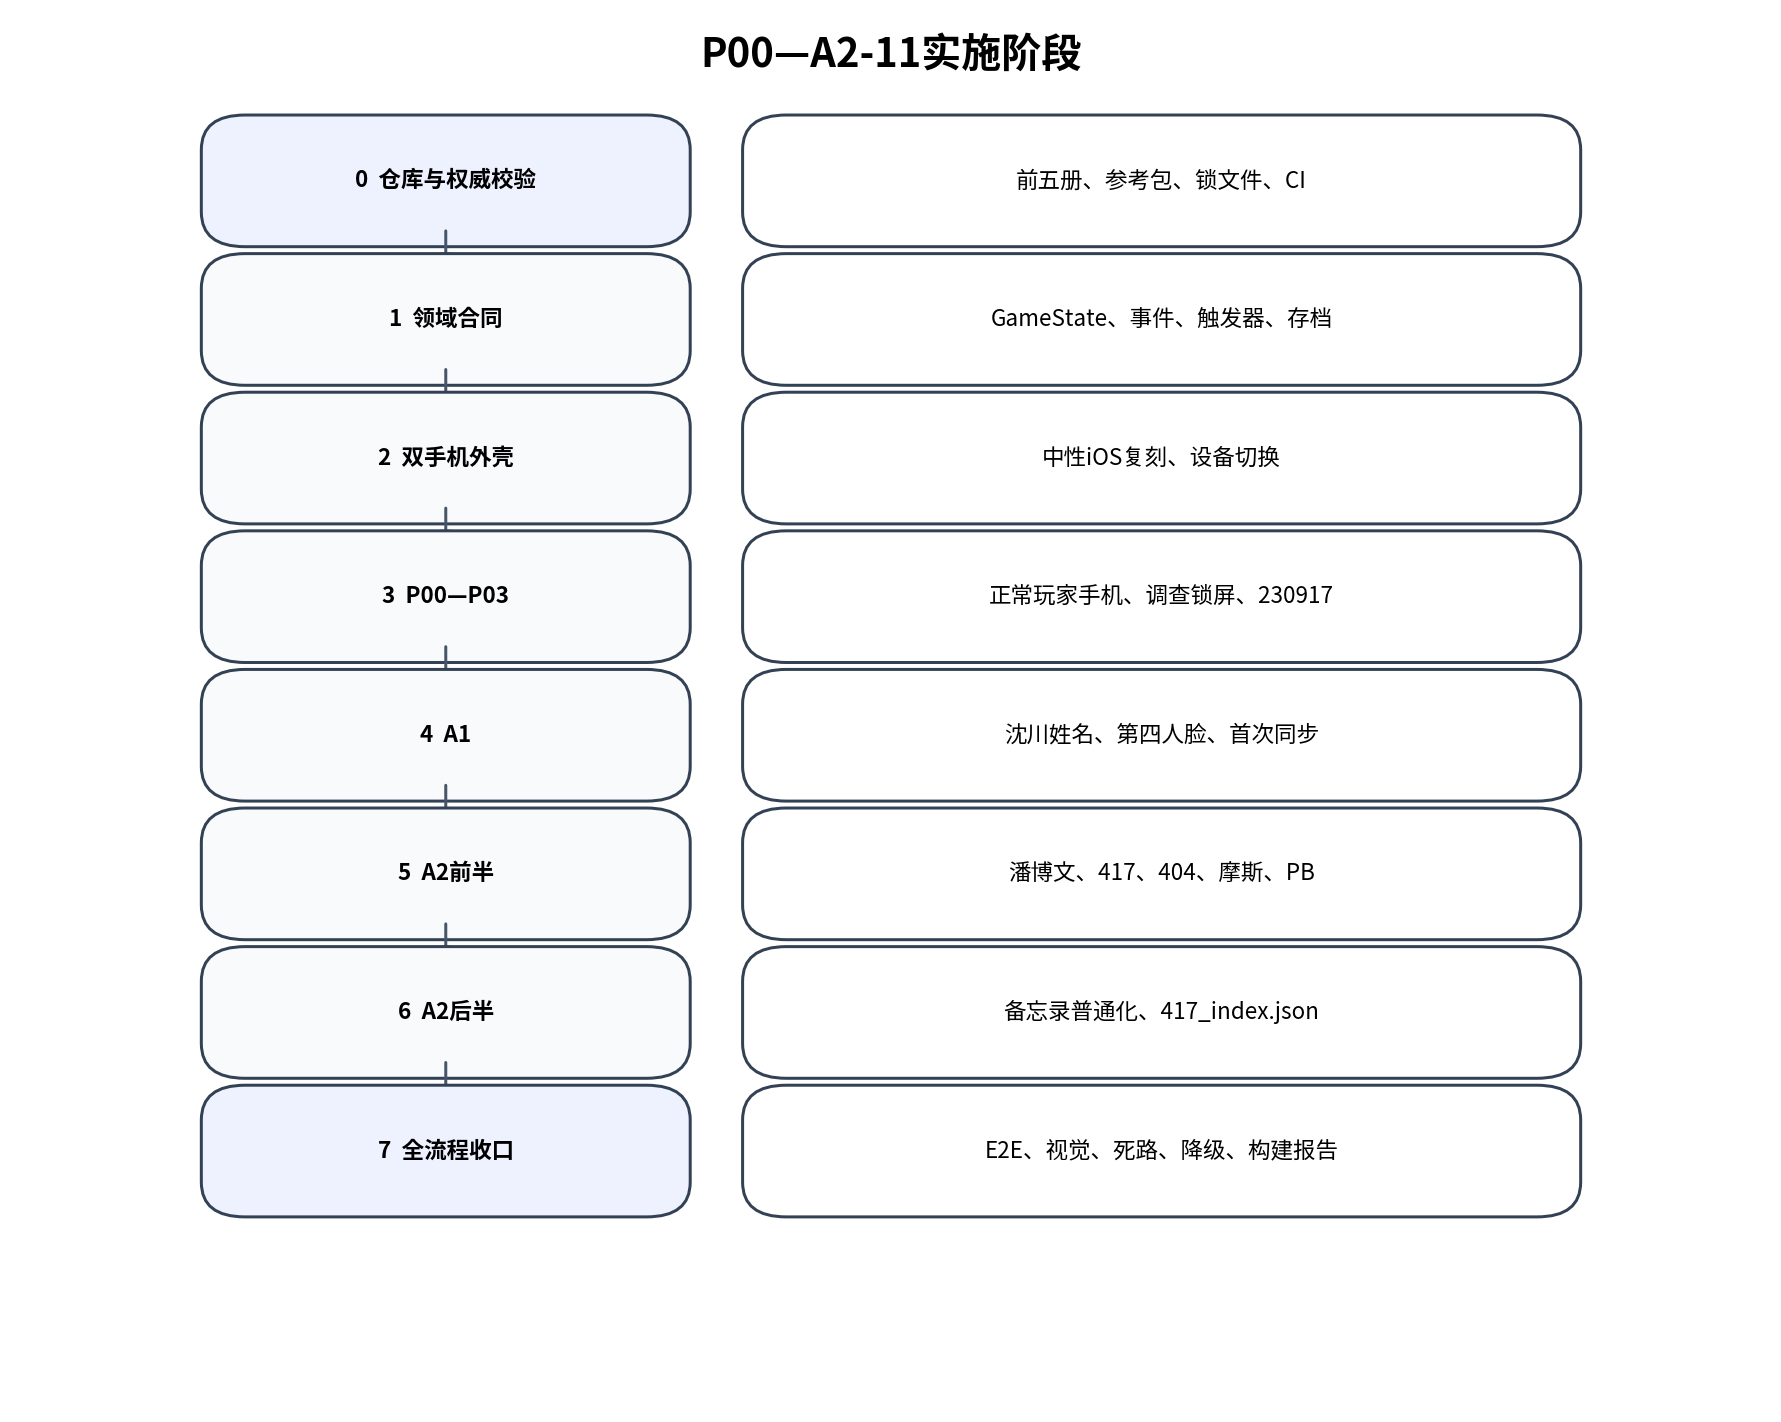 P00—A2-11实施阶段
0 仓库与权威校验
前五册、参考包、锁文件、CI
1 领域合同
GameState、事件、触发器、存档
2 双手机外壳
中性iOS复刻、设备切换
3 P00—P03
正常玩家手机、调查锁屏、230917
4 A1
沈川姓名、第四人脸、首次同步
5 A2前半
潘博文、417、404、摩斯、PB
6 A2后半
备忘录普通化、417_index.json
7 全流程收口
E2E、视觉、死路、降级、构建报告